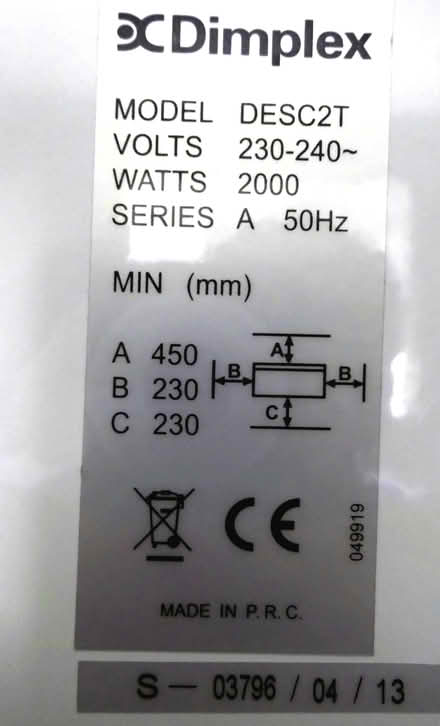 Dimplex
MODEL DESC2T
VOLTS 230-240~
WATTS 2000
SERIES A 50Hz
MIN (mm)
A 450
B 230
C 230
A
B B
C
CE
049919
MADE IN P.R.C.
S — 03796 / 04 / 13